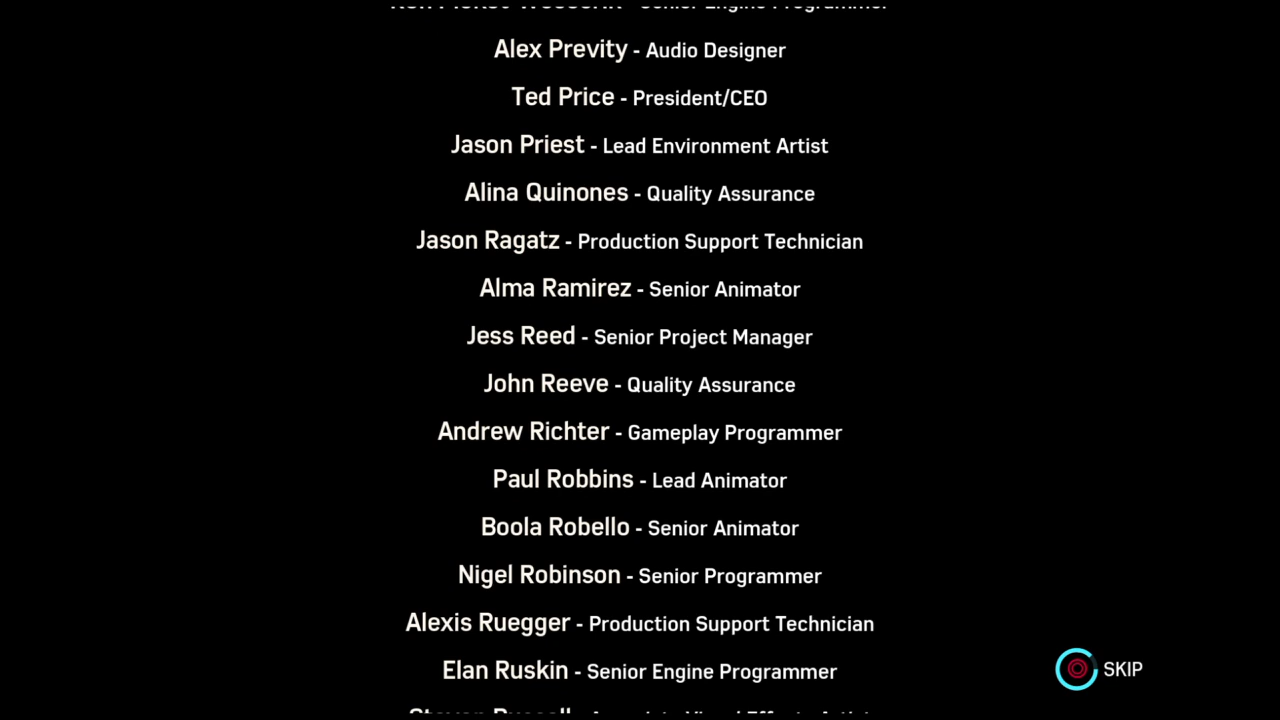 Alex Previty - Audio Designer
Ted Price - President/CEO
Jason Priest - Lead Environment Artist
Alina Quinones - Quality Assurance
Jason Ragatz - Production Support Technician
Alma Ramirez - Senior Animator
Jess Reed - Senior Project Manager
John Reeve - Quality Assurance
Andrew Richter - Gameplay Programmer
Paul Robbins - Lead Animator
Boola Robello - Senior Animator
Nigel Robinson - Senior Programmer
Alexis Ruegger - Production Support Technician
Elan Ruskin - Senior Engine Programmer
SKIP